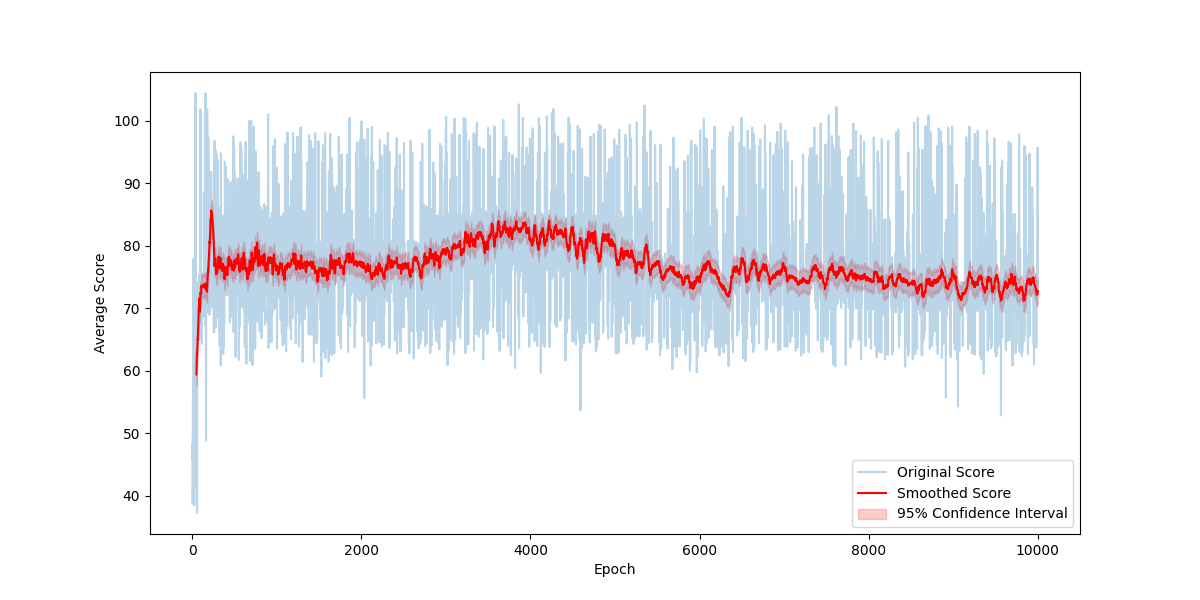 100
90
80
70
60
50
40
Average Score
0
2000
4000
6000
8000
10000
Epoch
Original Score
Smoothed Score
95% Confidence Interval